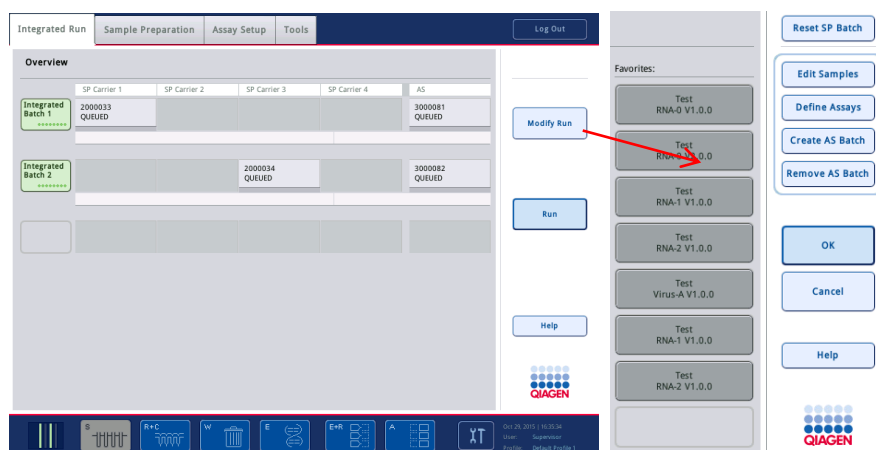 Integrated Run
Sample Preparation
Assay Setup
Tools
Log Out
Overview
SP Carrier 1
SP Carrier 2
SP Carrier 3
SP Carrier 4
AS
Integrated
Batch 1
2000033
QUEUED
3000081
QUEUED
Integrated
Batch 2
2000034
QUEUED
3000082
QUEUED
Modify Run
Run
Help
QIAGEN
S
R+C
W
E
E+R
A
Oct 29, 2015 | 16:35:34
User: Supervisor
Profile: Default Profile 1
Favorites:
Test
RNA-0 V1.0.0
Test
RNA-0 V1.0.0
Test
RNA-1 V1.0.0
Test
RNA-2 V1.0.0
Test
Virus-A V1.0.0
Test
RNA-1 V1.0.0
Test
RNA-2 V1.0.0
Reset SP Batch
Edit Samples
Define Assays
Create AS Batch
Remove AS Batch
OK
Cancel
Help
QIAGEN